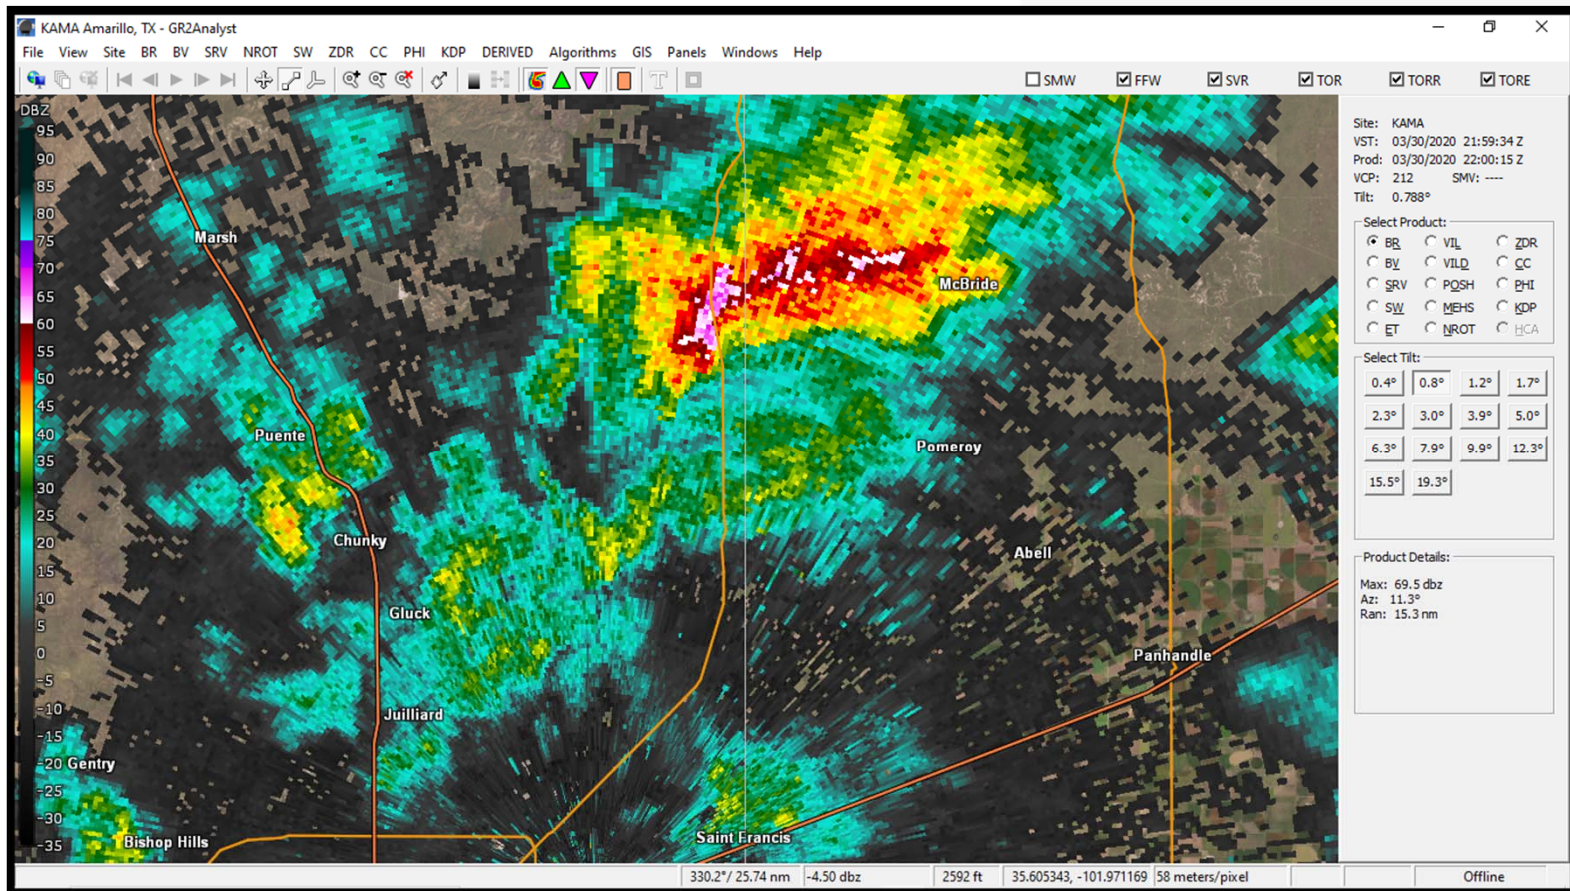 KAMA Amarillo, TX - GR2Analyst
File View Site BR BV SRV NROT SW ZDR CC PHI KDP DERIVED Algorithms GIS Panels Windows Help
SMW FFW SVR TOR TORR TORE
DBZ
95
90
85
80
75
70
65
60
55
50
45
40
35
30
25
20
15
10
5
0
-5
-10
-15
-20
-25
-30
-35
Marsh
McBride
Puente
Pomeroy
Chunky
Abell
Gluck
Panhandle
Juilliard
Gentry
Saint Francis
Bishop Hills
Site: KAMA
VST: 03/30/2020 21:59:34 Z
Prod: 03/30/2020 22:00:15 Z
VCP: 212 SMV: ----
Tilt: 0.788°
Select Product:
BR VIL ZDR
BV VILD CC
SRV POSH PHI
SW MEHS KDP
ET NROT HCA
Select Tilt:
0.4° 0.8° 1.2° 1.7°
2.3° 3.0° 3.9° 5.0°
6.3° 7.9° 9.9° 12.3°
15.5° 19.3°
Product Details:
Max: 69.5 dbz
Az: 11.3°
Ran: 15.3 nm
330.2°/ 25.74 nm -4.50 dbz 2592 ft 35.605343, -101.971169 58 meters/pixel Offline